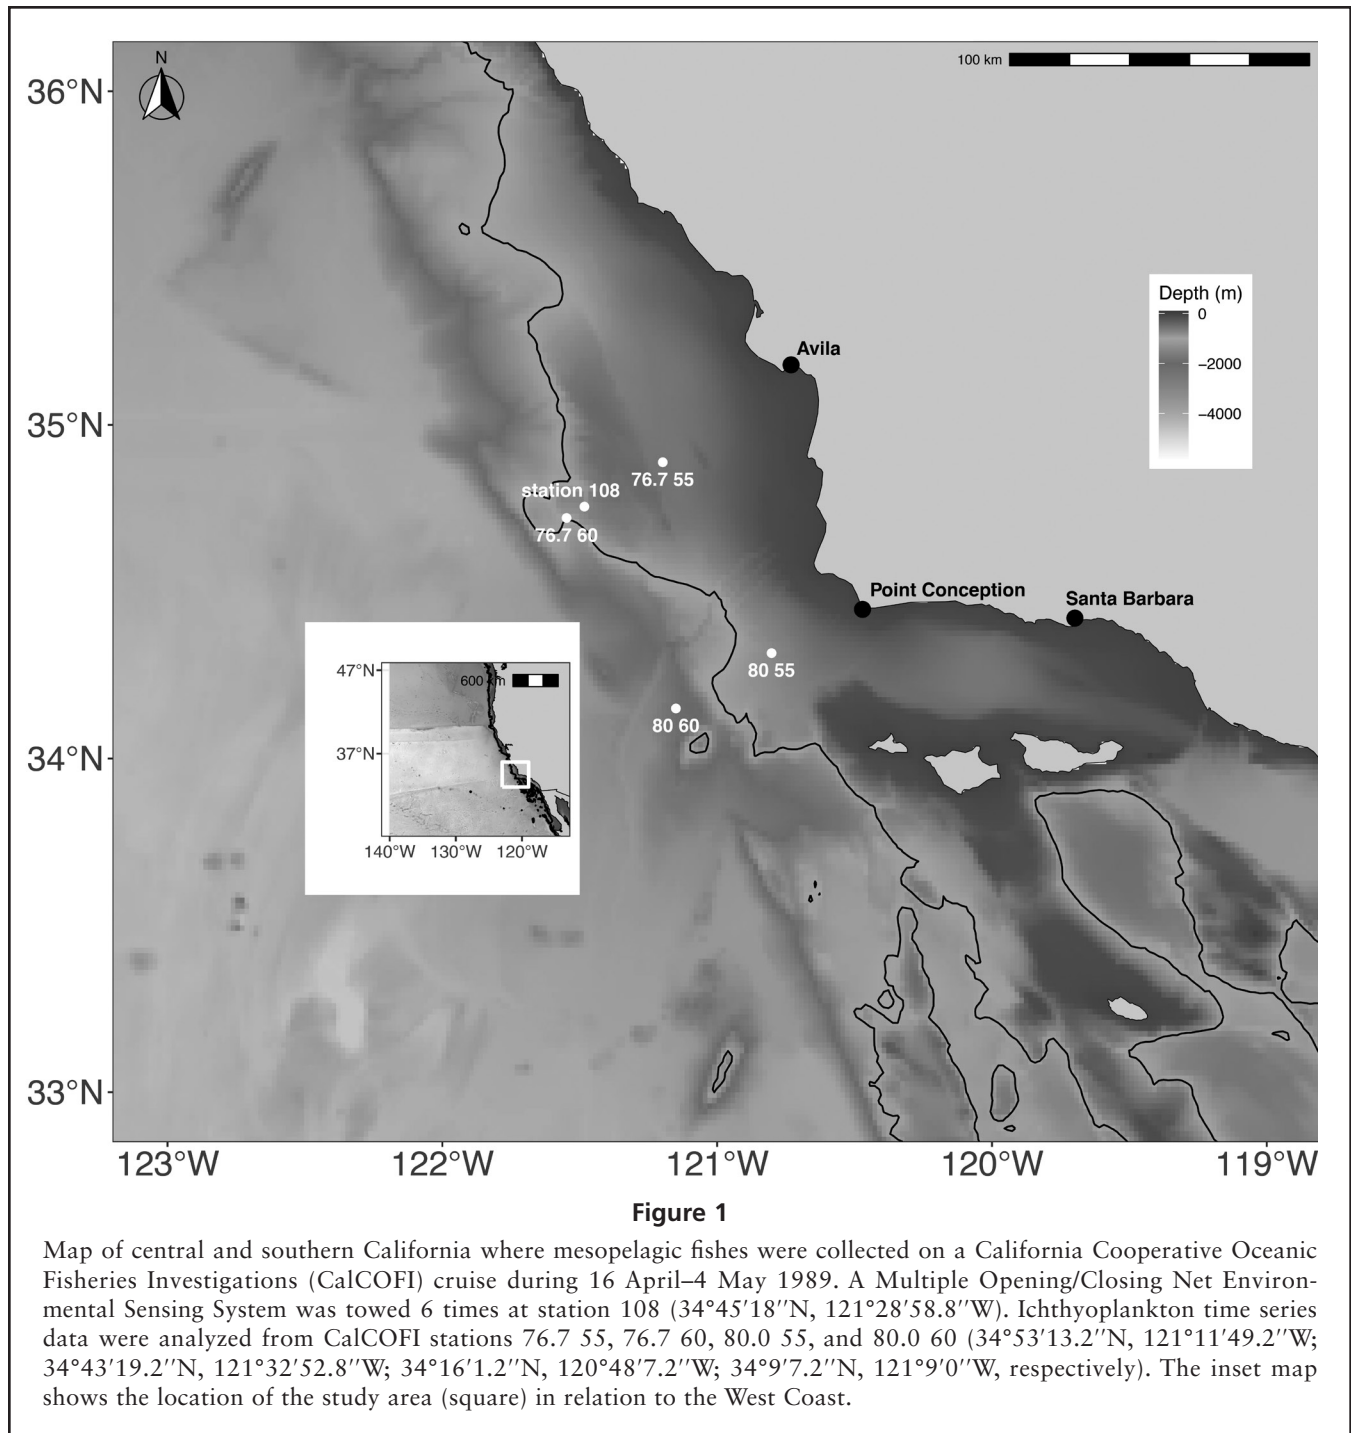 N
100 km
36°N
Depth (m)
0
−2000
−4000
Avila
35°N
76.7 55
station 108
76.7 60
Point Conception
Santa Barbara
80 55
80 60
34°N
47°N
600 km
37°N
140°W 130°W 120°W
33°N
123°W 122°W 121°W 120°W 119°W
Figure 1
Map of central and southern California where mesopelagic fishes were collected on a California Cooperative Oceanic
Fisheries Investigations (CalCOFI) cruise during 16 April–4 May 1989. A Multiple Opening/Closing Net Environ-
mental Sensing System was towed 6 times at station 108 (34°45′18′′N, 121°28′58.8′′W). Ichthyoplankton time series
data were analyzed from CalCOFI stations 76.7 55, 76.7 60, 80.0 55, and 80.0 60 (34°53′13.2′′N, 121°11′49.2′′W;
34°43′19.2′′N, 121°32′52.8′′W; 34°16′1.2′′N, 120°48′7.2′′W; 34°9′7.2′′N, 121°9′0′′W, respectively). The inset map
shows the location of the study area (square) in relation to the West Coast.